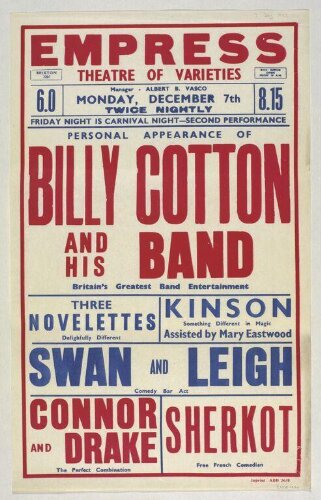 EMPRESS
BRIXTON
THEATRE OF VARIETIES
6.0
Manager - ALBERT B. VASCO
MONDAY, DECEMBER 7th
TWICE NIGHTLY
8.15
FRIDAY NIGHT IS CARNIVAL NIGHT—SECOND PERFORMANCE
PERSONAL APPEARANCE OF
BILLY COTTON
AND HIS BAND
Britain's Greatest Band Entertainment
THREE
NOVELETTES
Delightfully Different
KINSON
Something Different in Magic
Assisted by Mary Eastwood
SWAN AND LEIGH
Comedy Bar Act
CONNOR
AND DRAKE
The Perfect Combination
SHERKOT
Free French Comedian
Imprint